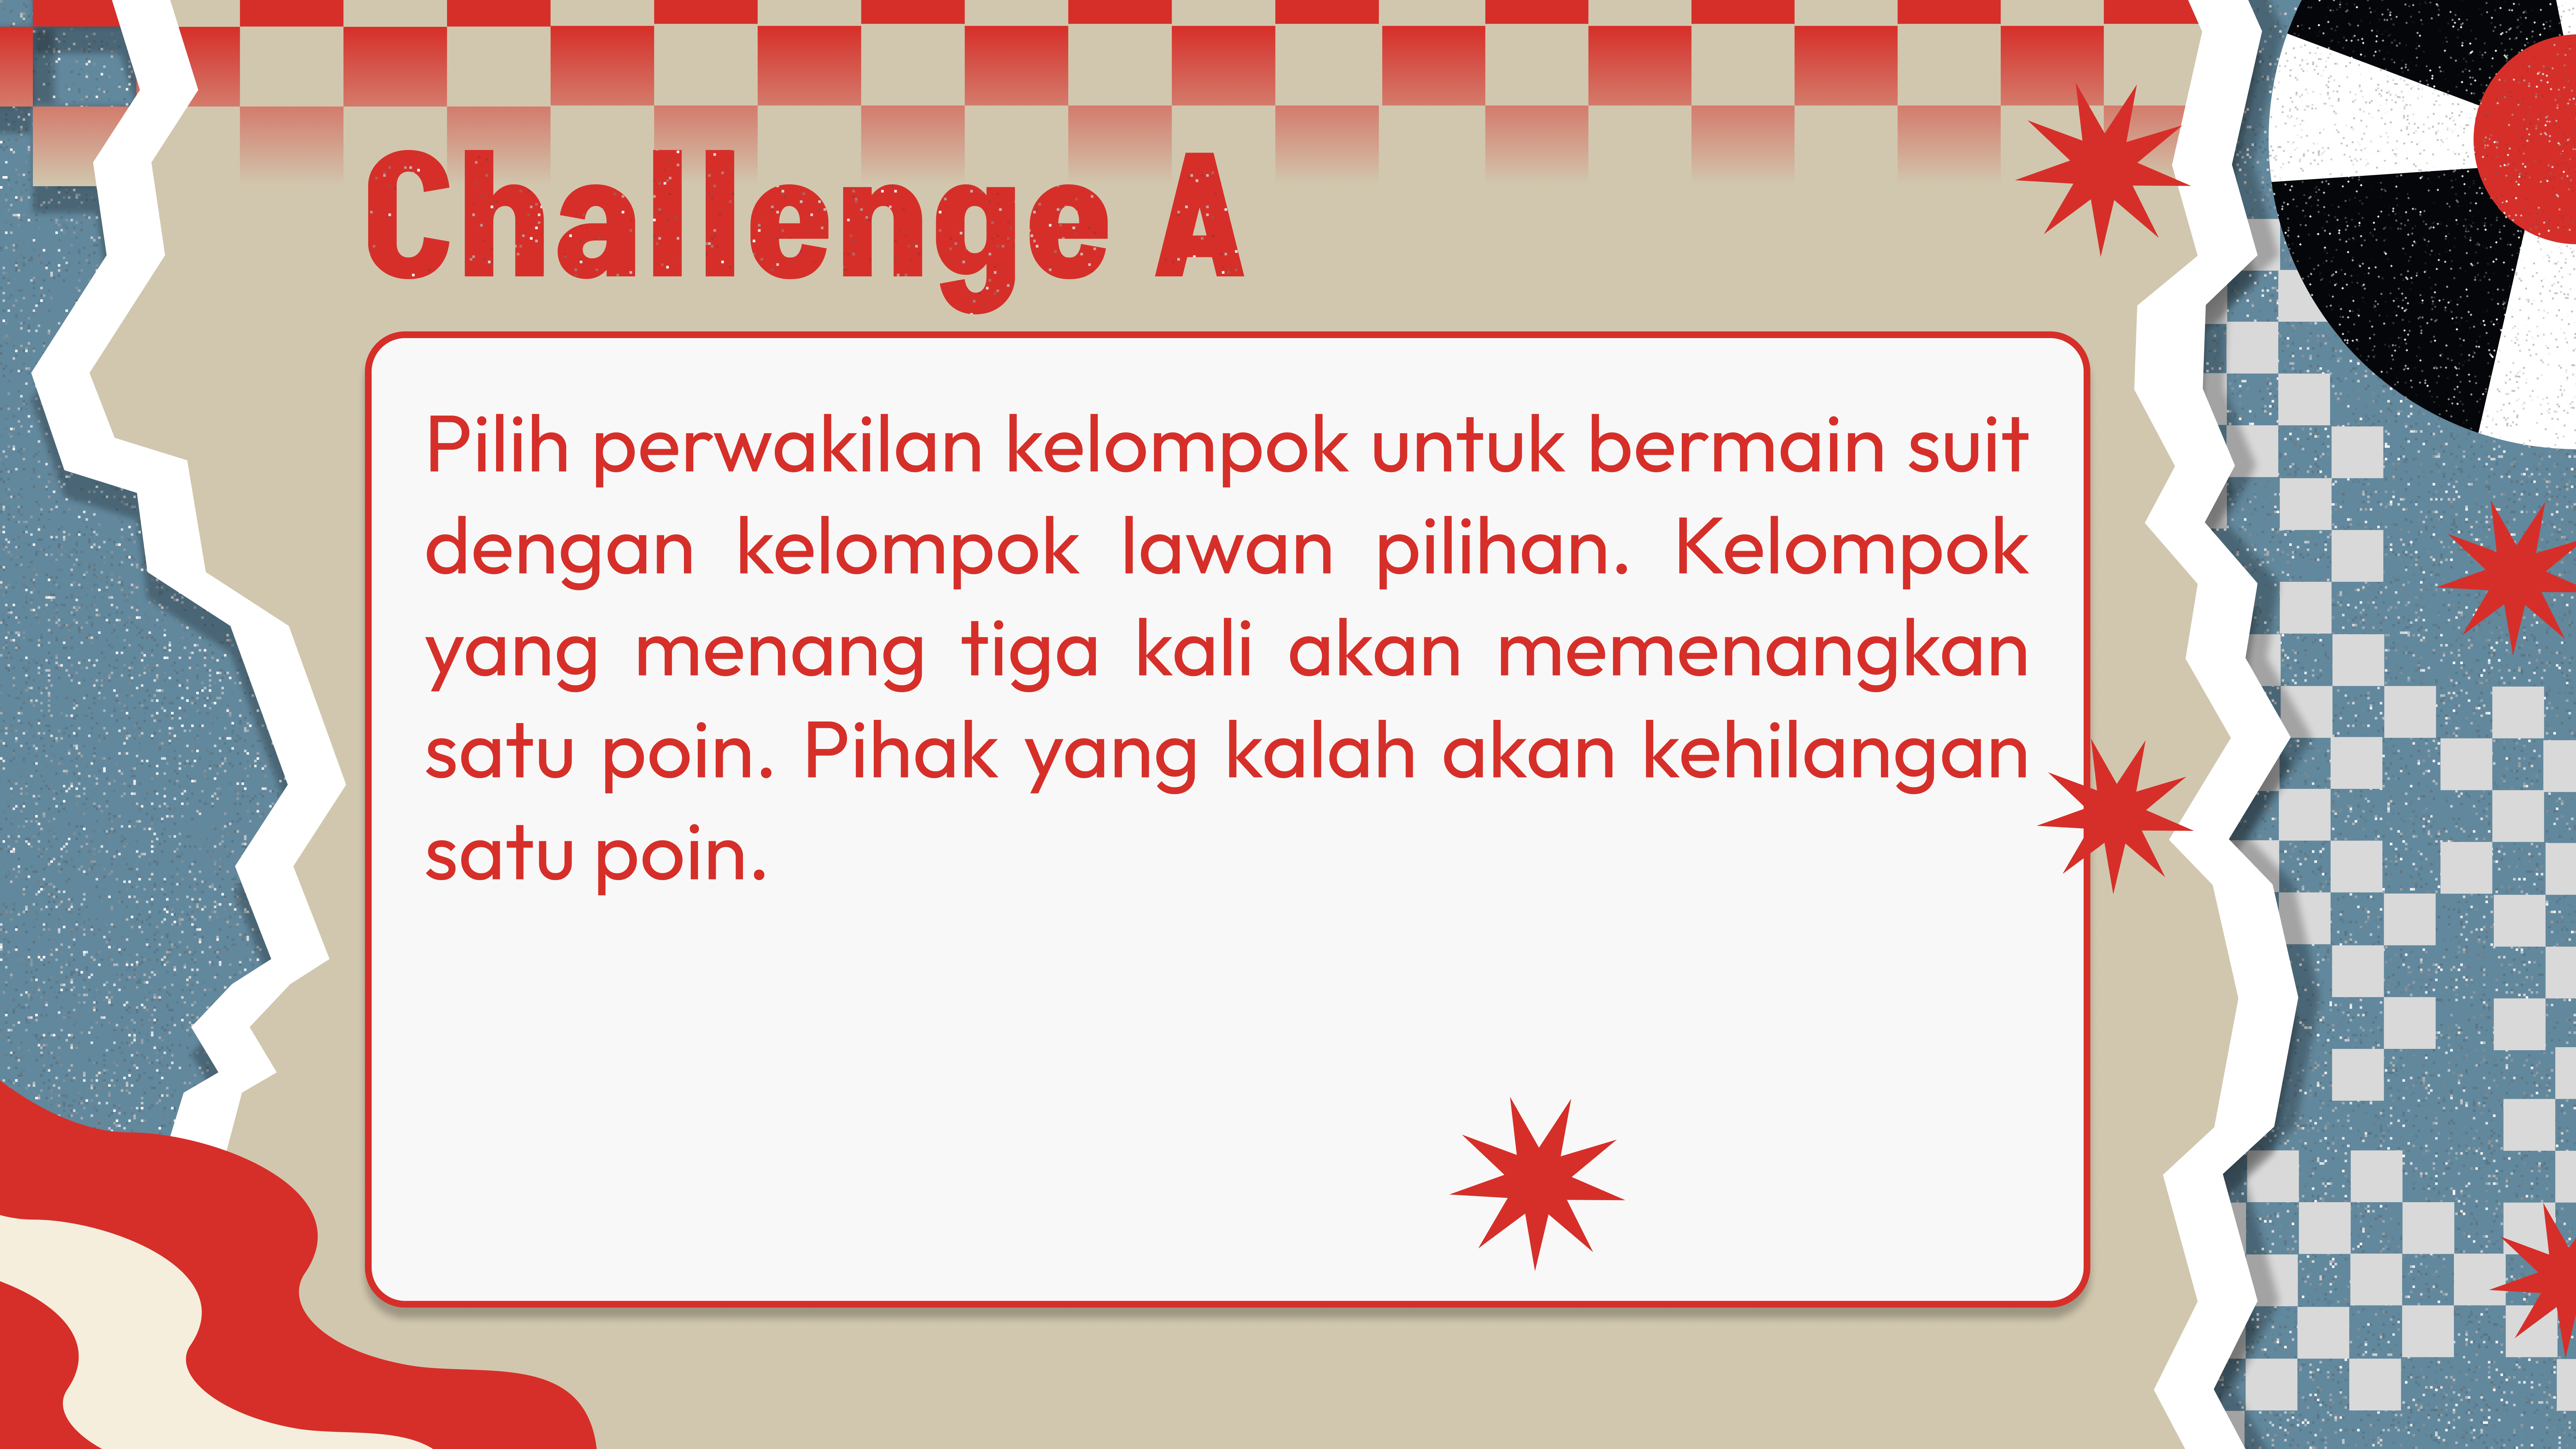 Challenge A
Pilih perwakilan kelompok untuk bermain suit
dengan kelompok lawan pilihan. Kelompok
yang menang tiga kali akan memenangkan
satu poin. Pihak yang kalah akan kehilangan
satu poin.